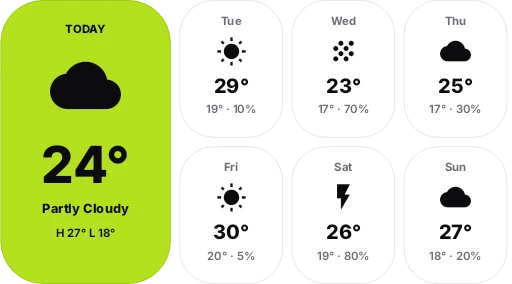 TODAY
24°
Partly Cloudy
H 27° L 18°
Tue
29°
19° · 10%
Wed
23°
17° · 70%
Thu
25°
17° · 30%
Fri
30°
20° · 5%
Sat
26°
19° · 80%
Sun
27°
18° · 20%